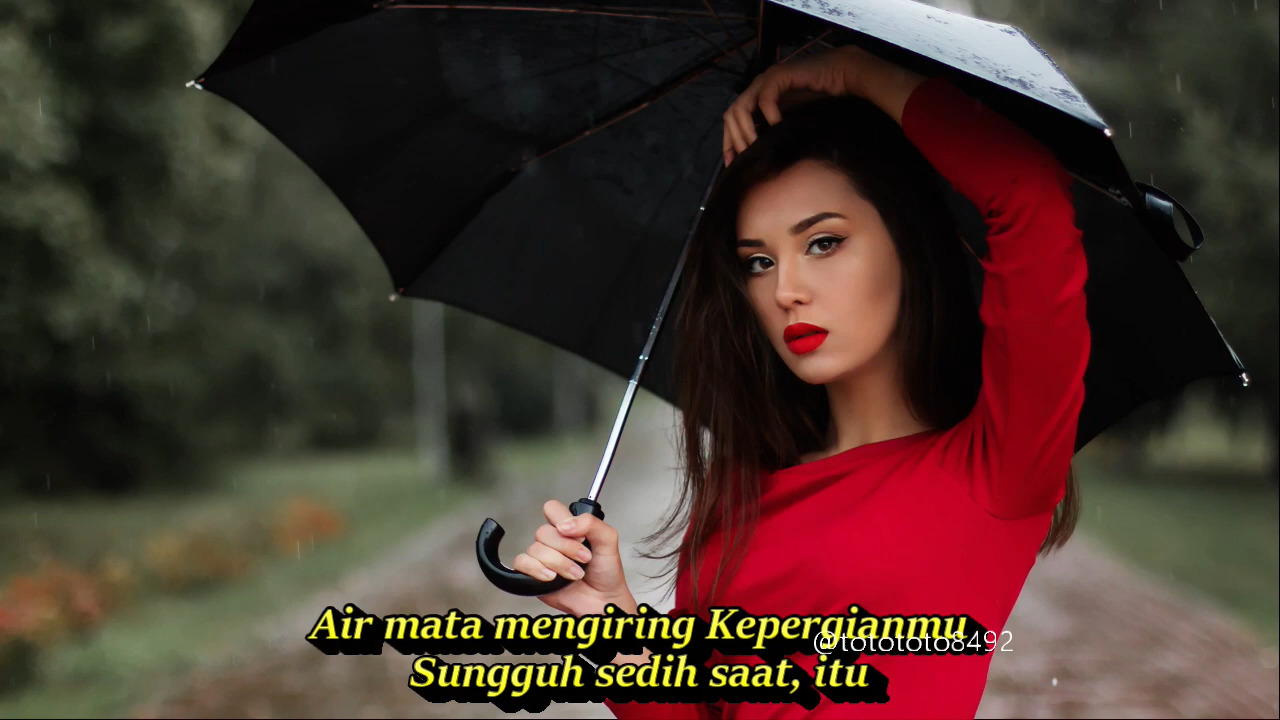 Air mata mengiring Kepergianmu
@totototo8492
Sungguh sedih saat, itu